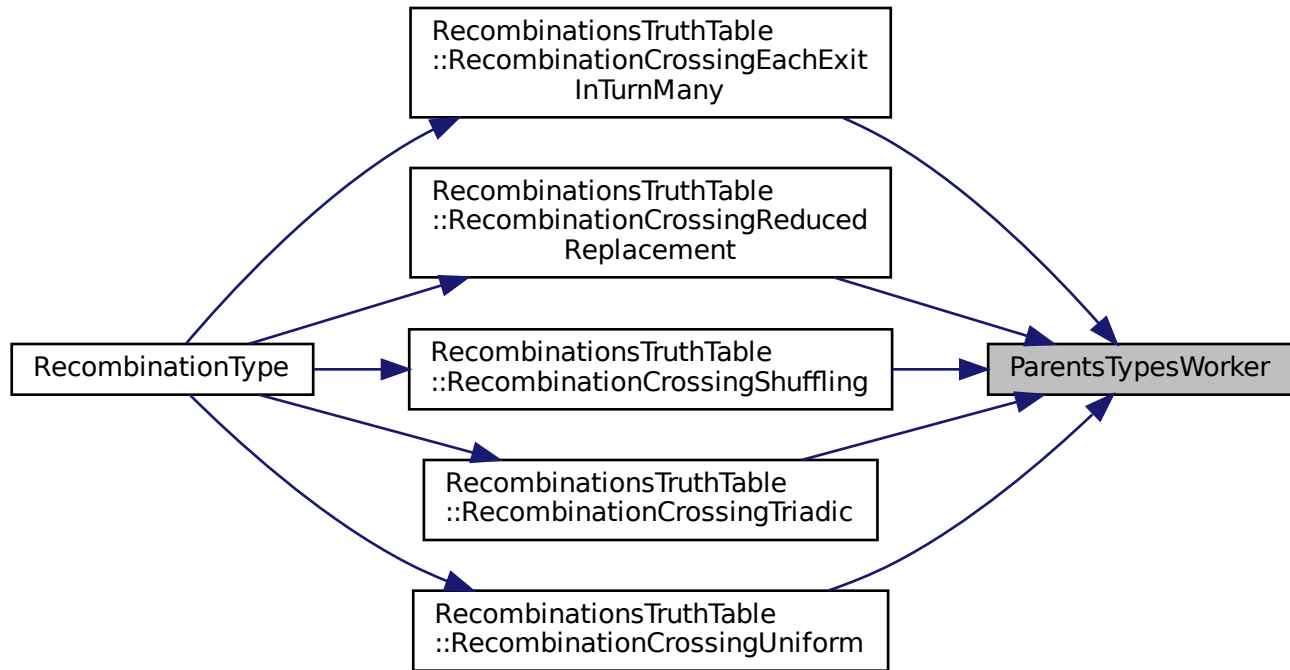 RecombinationsTruthTable
::RecombinationCrossingEachExit
InTurnMany
RecombinationsTruthTable
::RecombinationCrossingReduced
Replacement
RecombinationType
RecombinationsTruthTable
::RecombinationCrossingShuffling
ParentsTypesWorker
RecombinationsTruthTable
::RecombinationCrossingTriadic
RecombinationsTruthTable
::RecombinationCrossingUniform